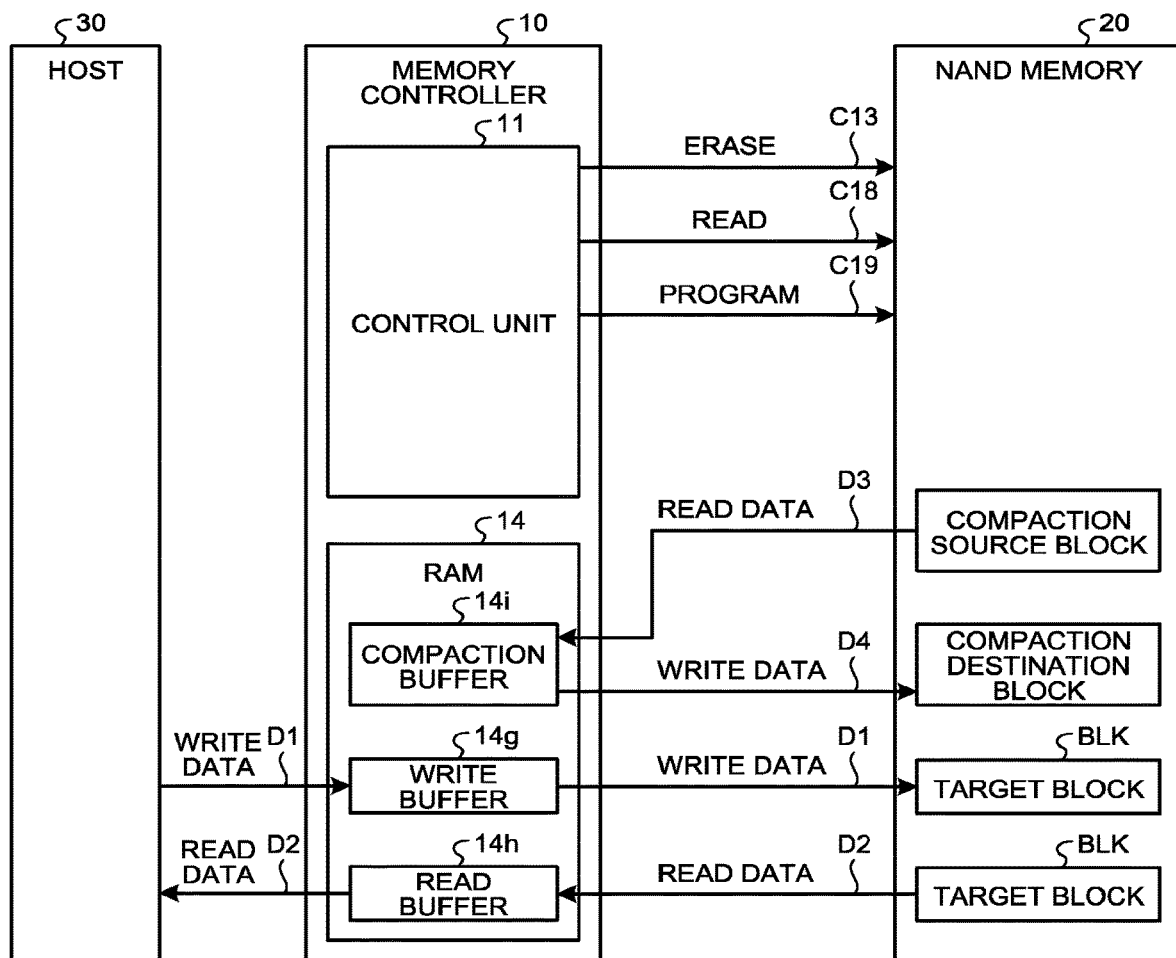 30
10
20
HOST
MEMORY
CONTROLLER
NAND MEMORY
11
ERASE
C13
READ
C18
PROGRAM
C19
CONTROL UNIT
READ DATA
D3
COMPACTION
SOURCE BLOCK
14
RAM
14i
COMPACTION
BUFFER
WRITE DATA
D4
COMPACTION
DESTINATION
BLOCK
WRITE
DATA
D1
14g
WRITE
BUFFER
WRITE DATA
D1
BLK
TARGET BLOCK
READ
DATA
D2
14h
READ
BUFFER
READ DATA
D2
BLK
TARGET BLOCK